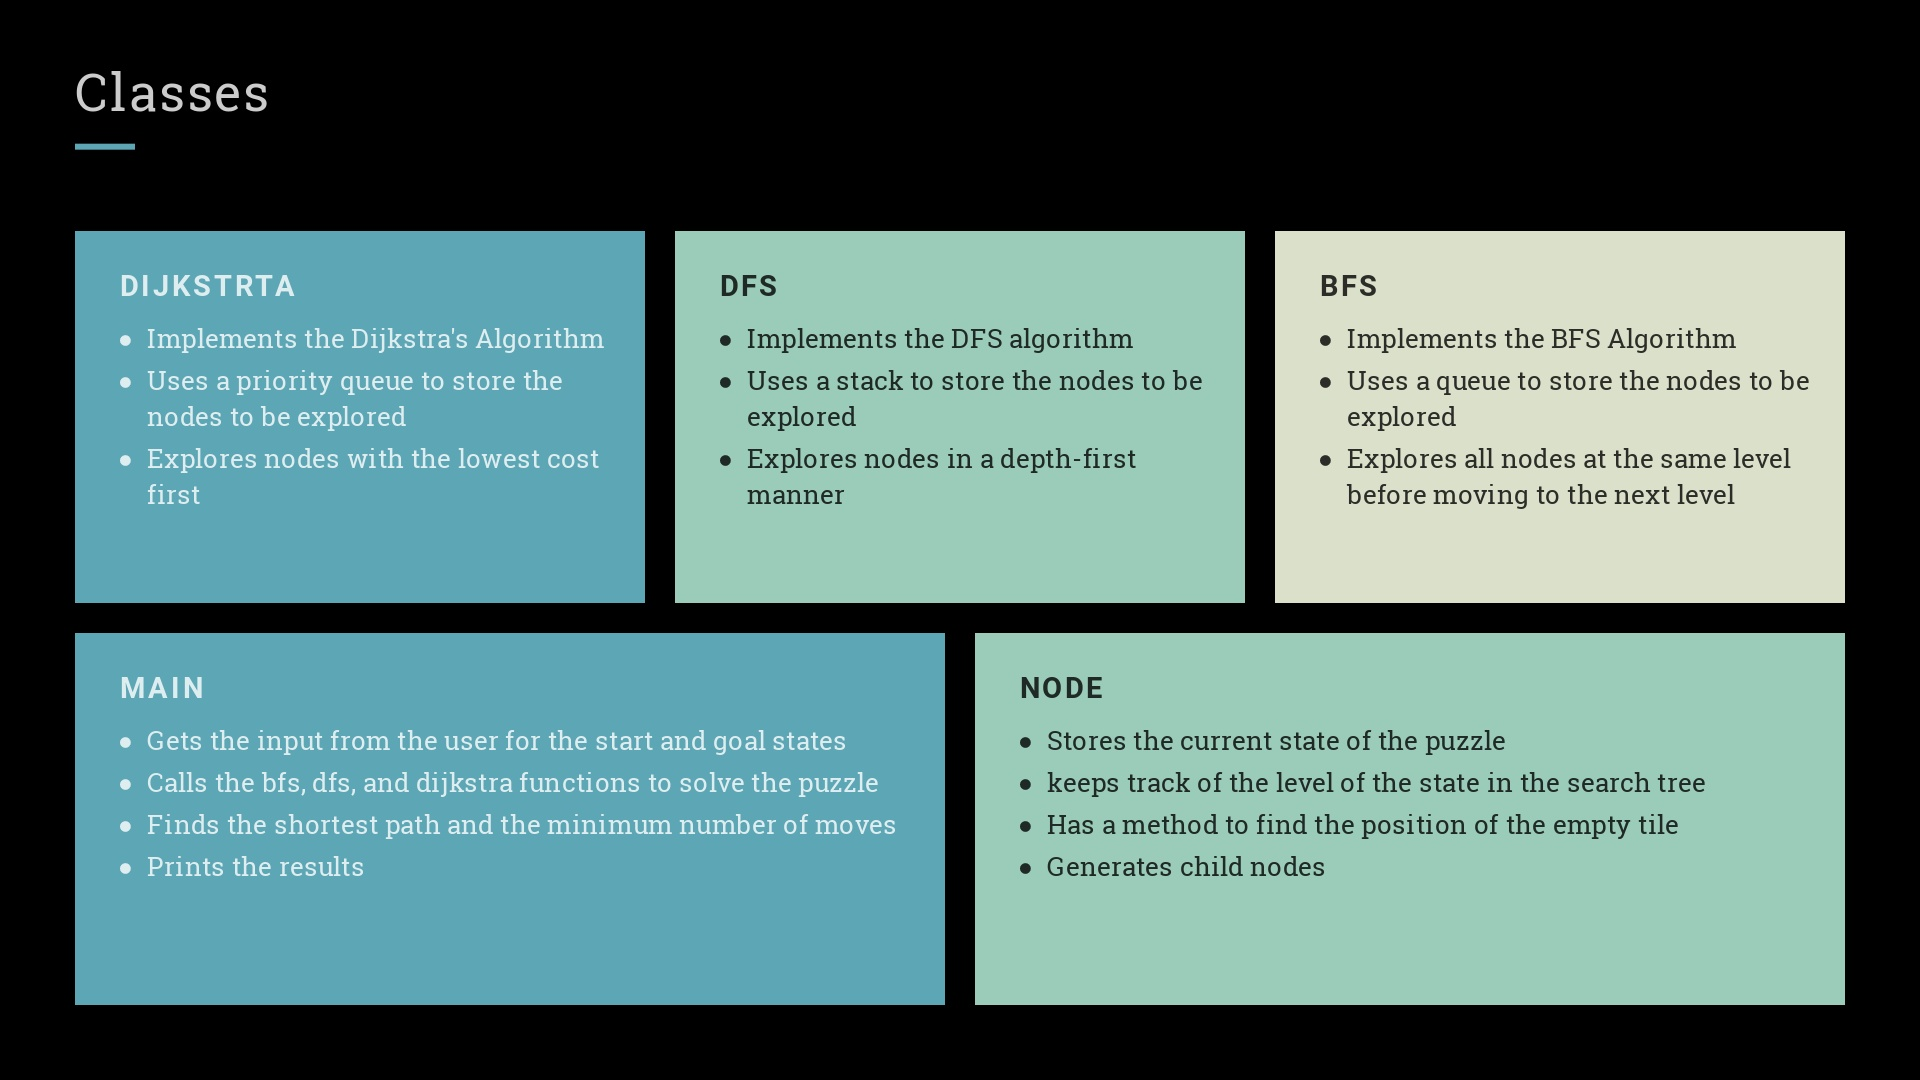 Classes
DIJKSTRTA
• Implements the Dijkstra's Algorithm
• Uses a priority queue to store the
nodes to be explored
• Explores nodes with the lowest cost
first
DFS
• Implements the DFS algorithm
• Uses a stack to store the nodes to be
explored
• Explores nodes in a depth-first
manner
BFS
• Implements the BFS Algorithm
• Uses a queue to store the nodes to be
explored
• Explores all nodes at the same level
before moving to the next level
MAIN
• Gets the input from the user for the start and goal states
• Calls the bfs, dfs, and dijkstra functions to solve the puzzle
• Finds the shortest path and the minimum number of moves
• Prints the results
NODE
• Stores the current state of the puzzle
• keeps track of the level of the state in the search tree
• Has a method to find the position of the empty tile
• Generates child nodes